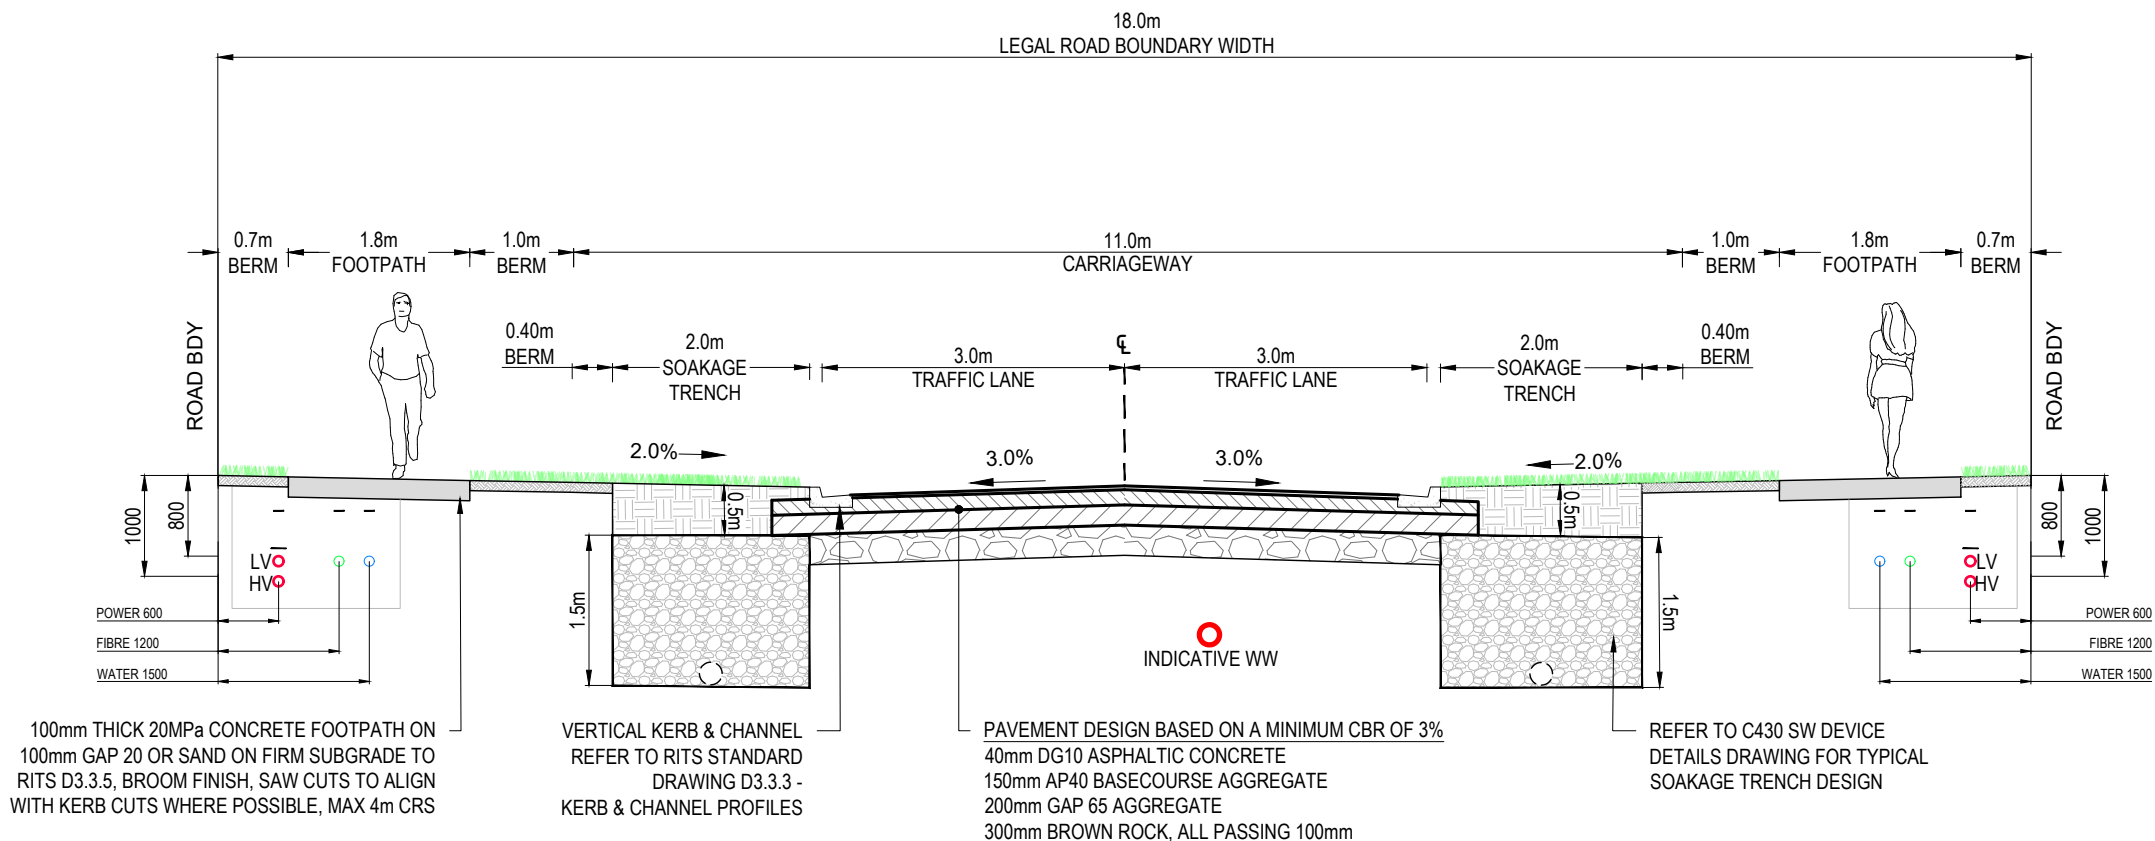 18.0m
LEGAL ROAD BOUNDARY WIDTH
0.7m
BERM
1.8m
FOOTPATH
1.0m
BERM
11.0m
CARRIAGEWAY
1.0m
BERM
1.8m
FOOTPATH
0.7m
BERM
ROAD BDY
0.40m
BERM
2.0m
SOAKAGE
TRENCH
3.0m
TRAFFIC LANE
℄
3.0m
TRAFFIC LANE
2.0m
SOAKAGE
TRENCH
0.40m
BERM
ROAD BDY
2.0%
3.0%
3.0%
2.0%
1000
800
0.5m
0.5m
800
1000
LV
HV
LV
HV
1.5m
1.5m
POWER 600
FIBRE 1200
WATER 1500
INDICATIVE WW
POWER 600
FIBRE 1200
WATER 1500
100mm THICK 20MPa CONCRETE FOOTPATH ON
100mm GAP 20 OR SAND ON FIRM SUBGRADE TO
RITS D3.3.5, BROOM FINISH, SAW CUTS TO ALIGN
WITH KERB CUTS WHERE POSSIBLE, MAX 4m CRS
VERTICAL KERB & CHANNEL
REFER TO RITS STANDARD
DRAWING D3.3.3 -
KERB & CHANNEL PROFILES
PAVEMENT DESIGN BASED ON A MINIMUM CBR OF 3%
40mm DG10 ASPHALTIC CONCRETE
150mm AP40 BASECOURSE AGGREGATE
200mm GAP 65 AGGREGATE
300mm BROWN ROCK, ALL PASSING 100mm
REFER TO C430 SW DEVICE
DETAILS DRAWING FOR TYPICAL
SOAKAGE TRENCH DESIGN